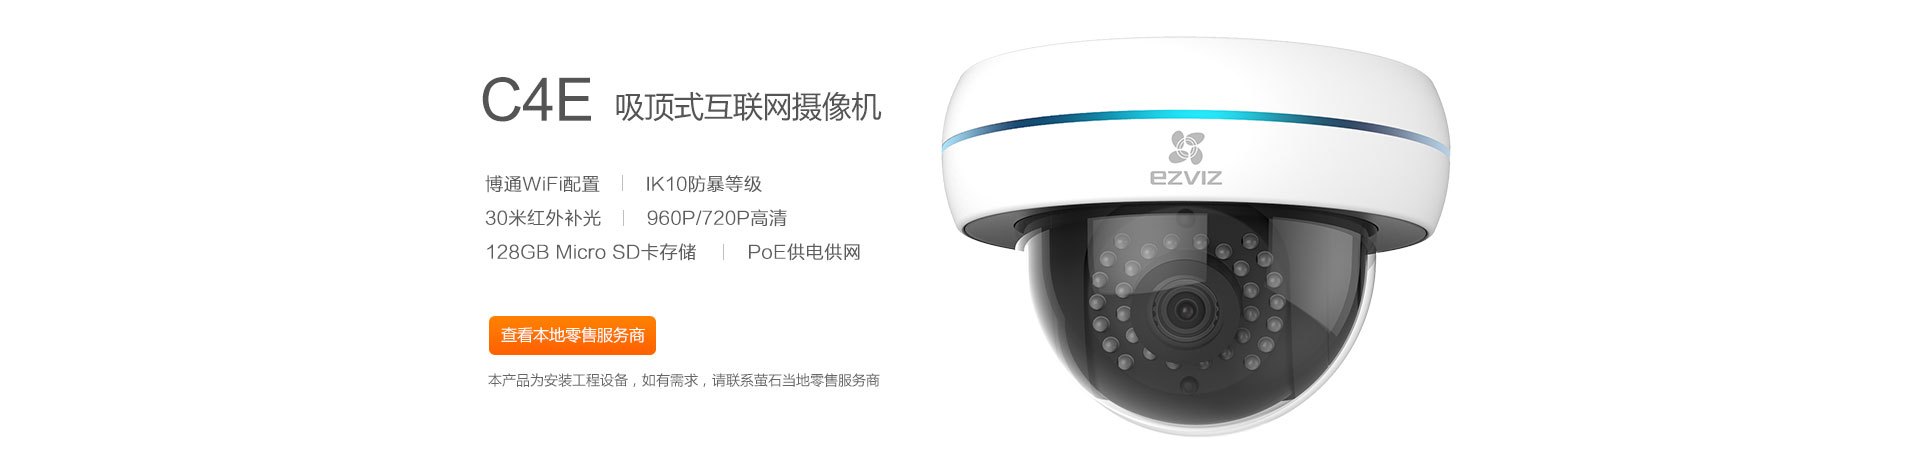 C4E 吸顶式互联网摄像机
博通WiFi配置 | IK10防暴等级
30米红外补光 | 960P/720P高清
128GB Micro SD卡存储 | PoE供电供网
查看本地零售服务商
本产品为安装工程设备，如有需求，请联系萤石当地零售服务商
ezviz